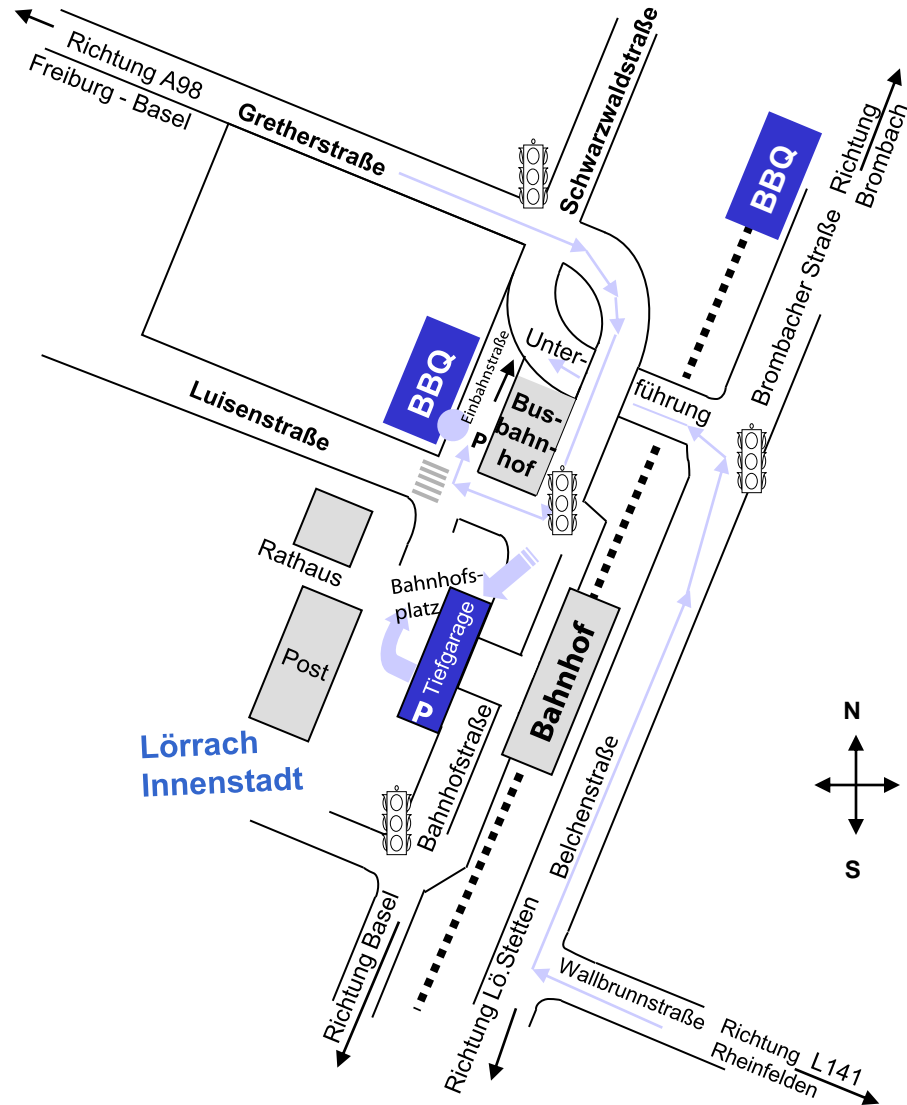 Richtung A98
Freiburg - Basel
Gretherstraße
Schwarzwaldstraße
Richtung
Brombach
BBQ
Brombacher Straße
Unter-
führung
BBQ
Einbahnstraße
P
Bus-
bahn-
hof
Luisenstraße
Rathaus
Bahnhofs-
platz
Post
P Tiefgarage
Bahnhof
Lörrach
Innenstadt
Bahnhofstraße
Belchenstraße
N
S
Richtung Basel
Richtung Lö.Stetten
Wallbrunnstraße
Richtung L141
Rheinfelden